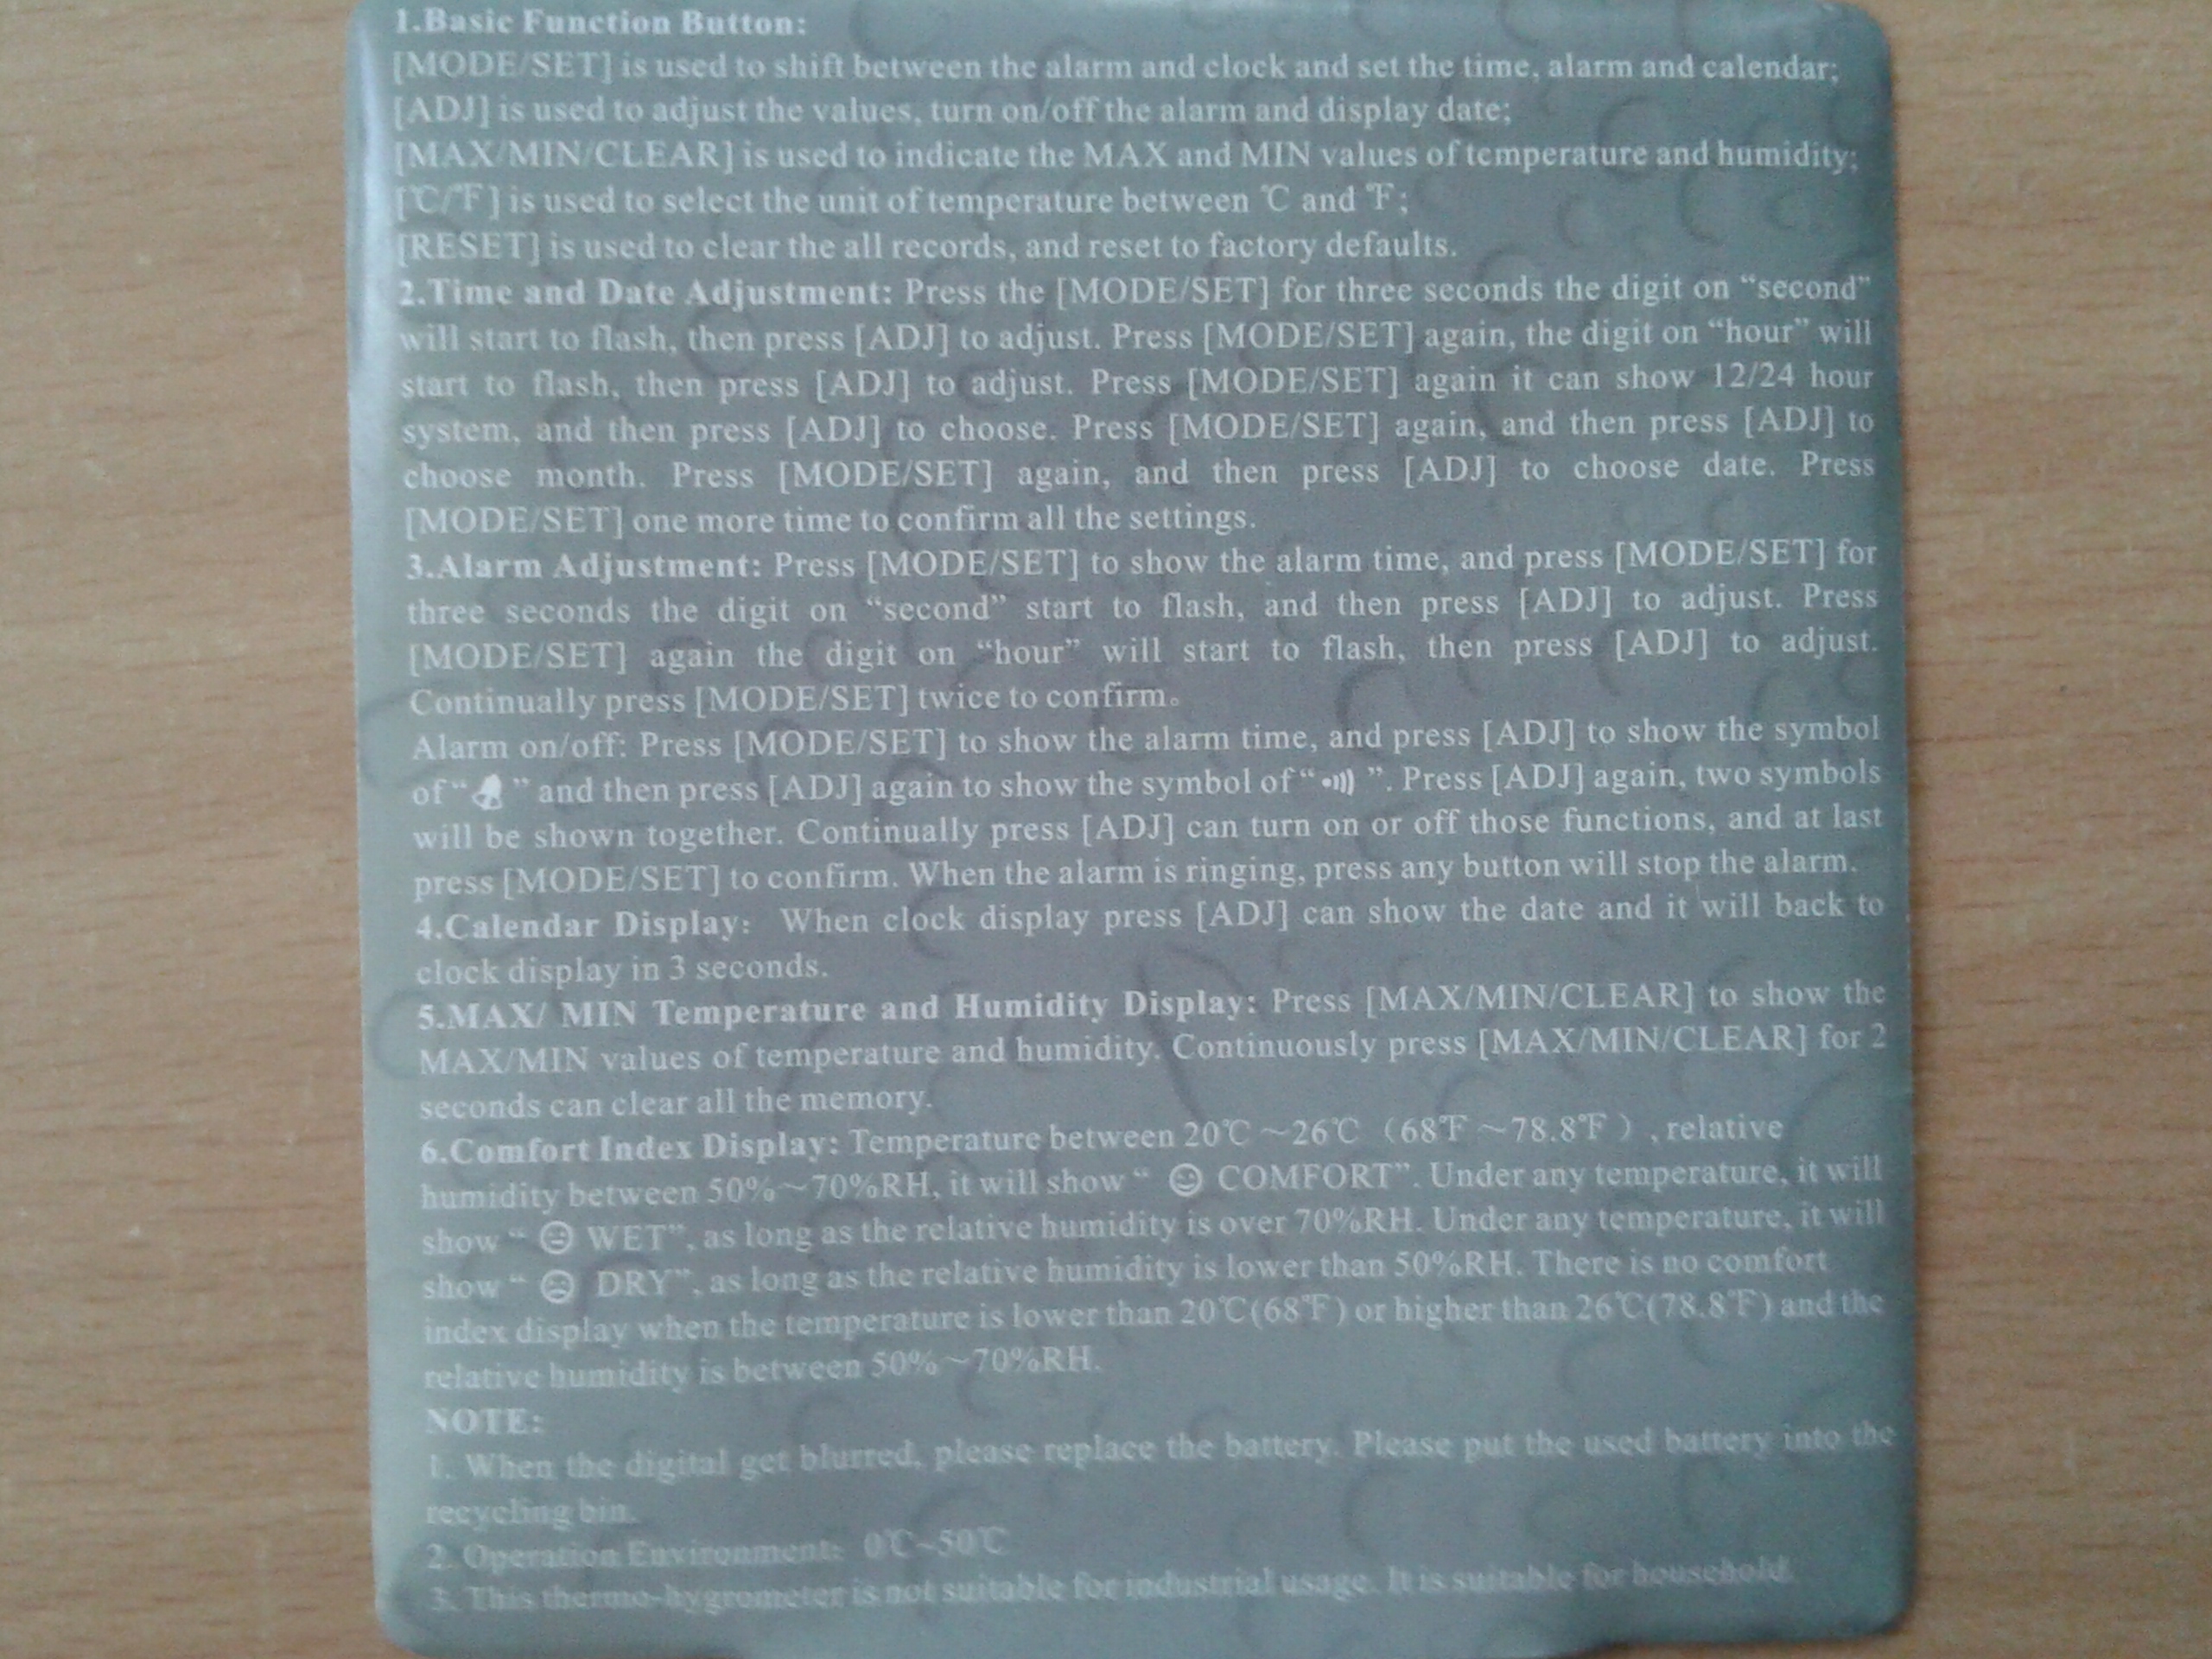 1.Basic Function Button:
[MODE/SET] is used to shift between the alarm and clock and set the time, alarm and calendar;
[ADJ] is used to adjust the values, turn on/off the alarm and display date;
[MAX/MIN/CLEAR] is used to indicate the MAX and MIN values of temperature and humidity;
[℃/℉] is used to select the unit of temperature between ℃ and ℉;
[RESET] is used to clear the all records, and reset to factory defaults.
2.Time and Date Adjustment: Press the [MODE/SET] for three seconds the digit on "second"
will start to flash, then press [ADJ] to adjust. Press [MODE/SET] again, the digit on "hour" will
start to flash, then press [ADJ] to adjust. Press [MODE/SET] again it can show 12/24 hour
system, and then press [ADJ] to choose. Press [MODE/SET] again, and then press [ADJ] to
choose month. Press [MODE/SET] again, and then press [ADJ] to choose date. Press
[MODE/SET] one more time to confirm all the settings.
3.Alarm Adjustment: Press [MODE/SET] to show the alarm time, and press [MODE/SET] for
three seconds the digit on "second" start to flash, and then press [ADJ] to adjust. Press
[MODE/SET] again the digit on "hour" will start to flash, then press [ADJ] to adjust.
Continually press [MODE/SET] twice to confirm。
Alarm on/off: Press [MODE/SET] to show the alarm time, and press [ADJ] to show the symbol
of " " and then press [ADJ] again to show the symbol of " ". Press [ADJ] again, two symbols
will be shown together. Continually press [ADJ] can turn on or off those functions, and at last
press [MODE/SET] to confirm. When the alarm is ringing, press any button will stop the alarm.
4.Calendar Display: When clock display press [ADJ] can show the date and it will back to
clock display in 3 seconds.
5.MAX/ MIN Temperature and Humidity Display: Press [MAX/MIN/CLEAR] to show the
MAX/MIN values of temperature and humidity. Continuously press [MAX/MIN/CLEAR] for 2
seconds can clear all the memory.
6.Comfort Index Display: Temperature between 20℃ ~26℃ (68℉ ~78.8℉ ) , relative
humidity between 50%~70%RH, it will show " COMFORT". Under any temperature, it will
show " WET", as long as the relative humidity is over 70%RH. Under any temperature, it will
show " DRY", as long as the relative humidity is lower than 50%RH. There is no comfort
index display when the temperature is lower than 20℃(68℉) or higher than 26℃(78.8℉) and the
relative humidity is between 50%~70%RH.
NOTE:
1. When the digital get blurred, please replace the battery. Please put the used battery into the
recycling bin.
2. Operation Environment: 0℃~50℃
3. This thermo-hygrometer is not suitable for industrial usage. It is suitable for household.